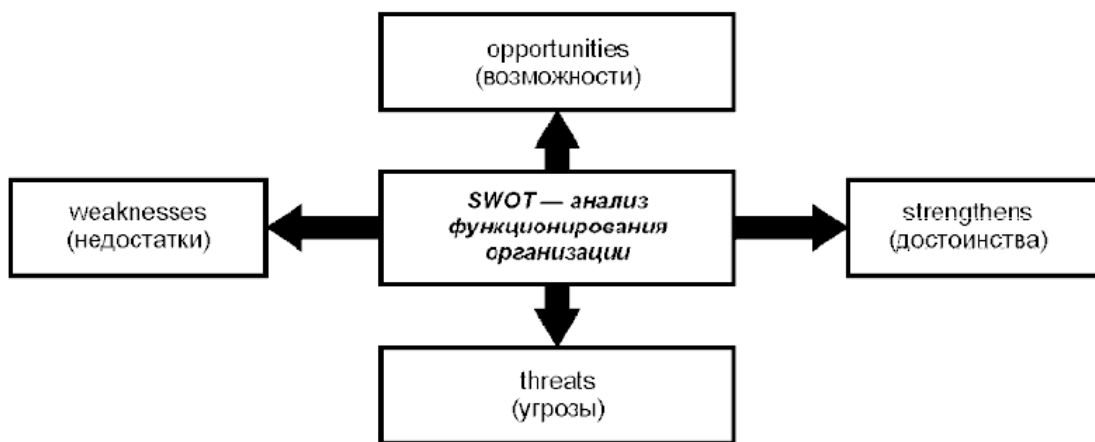 opportunities
(возможности)
weaknesses
(недостатки)
SWOT — анализ
функционирования
организации
strengthens
(достоинства)
threats
(угрозы)